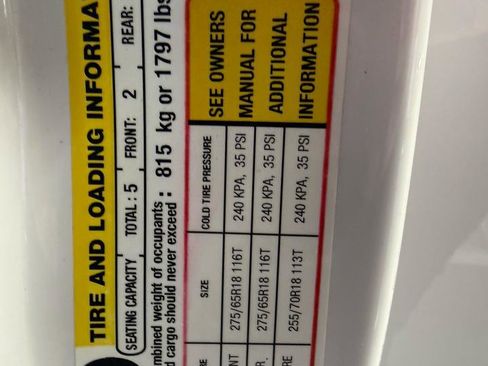 TIRE AND LOADING INFORMA
SEATING CAPACITY TOTAL : 5 FRONT: 2 REAR:
mbined weight of occupants
d cargo should never exceed : 815 kg or 1797 lbs
RE SIZE COLD TIRE PRESSURE SEE OWNERS
NT 275/65R18 116T 240 KPA, 35 PSI MANUAL FOR
R. 275/65R18 116T 240 KPA, 35 PSI ADDITIONAL
RE 255/70R18 113T 240 KPA, 35 PSI INFORMATION